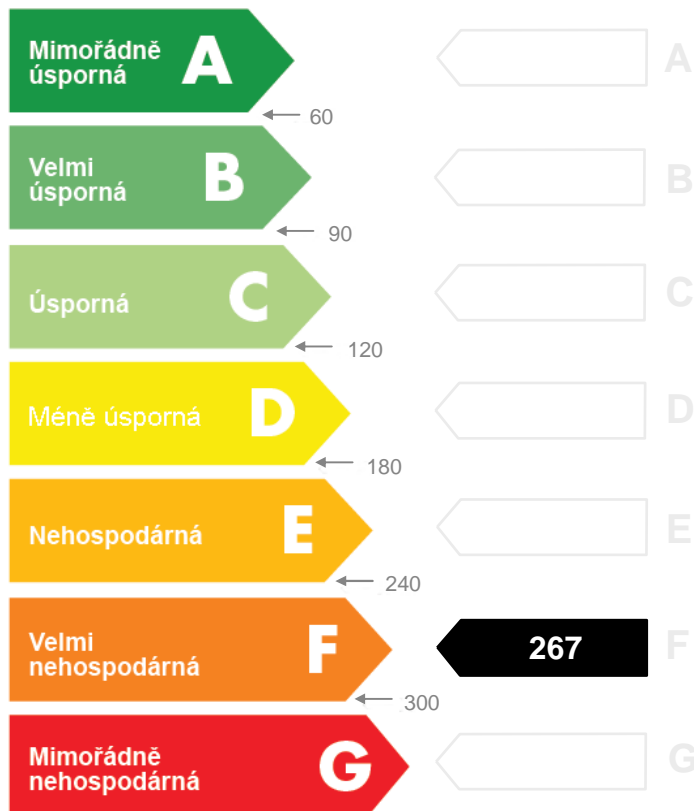 Mimořádně
úsporná
A
A
60
Velmi
úsporná
B
B
90
Úsporná
C
C
120
Méně úsporná
D
D
180
Nehospodárná
E
E
240
Velmi
nehospodárná
F
267
F
300
Mimořádně
nehospodárná
G
G